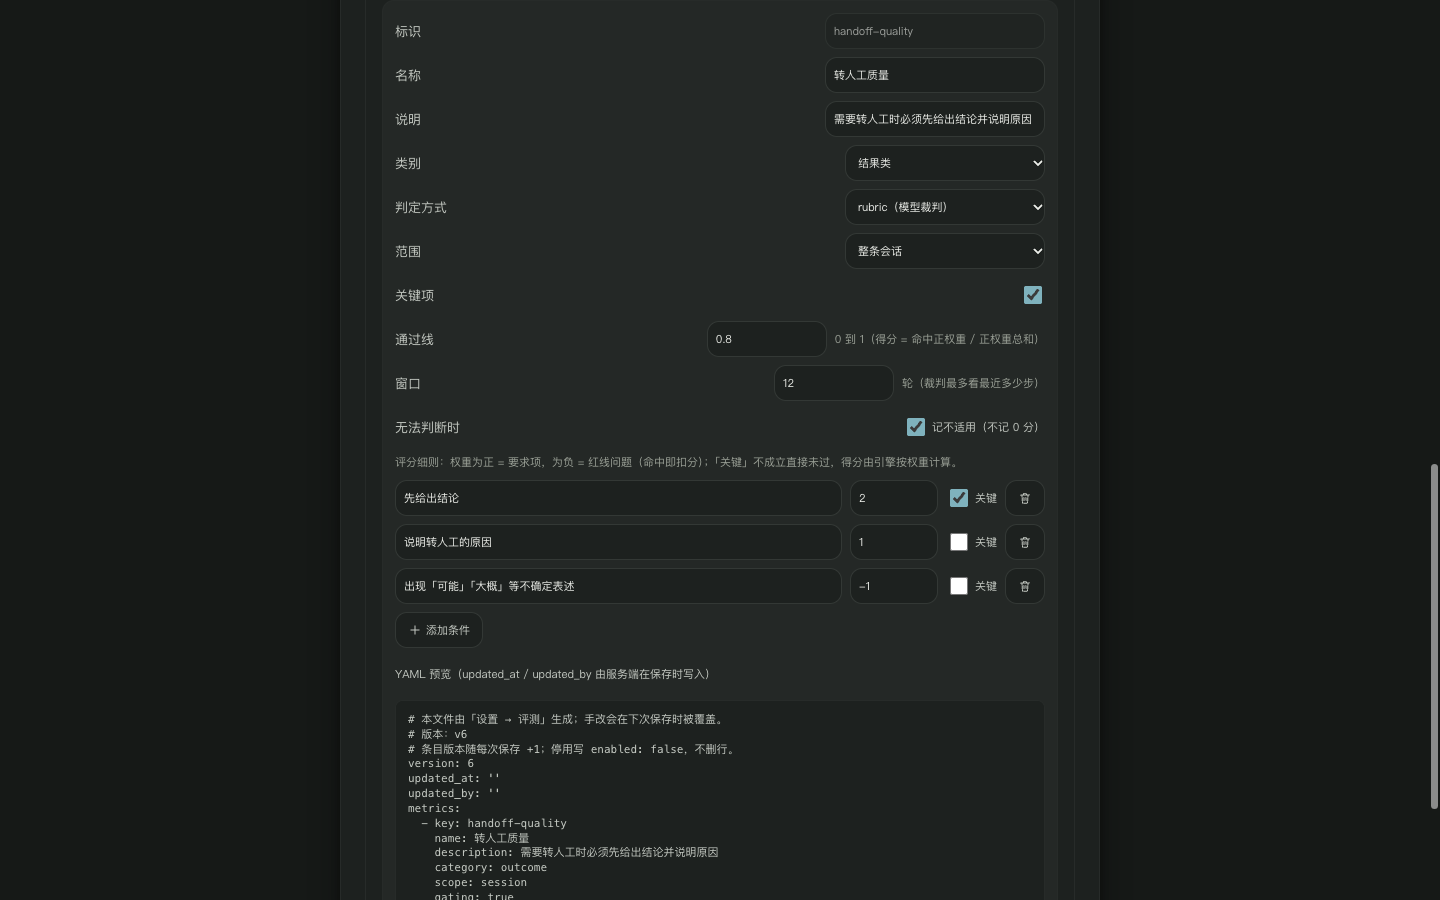 标识
handoff-quality
名称
转人工质量
说明
需要转人工时必须先给出结论并说明原因
类别
结果类
判定方式
rubric（模型裁判）
范围
整条会话
关键项
通过线
0.8
0 到 1（得分 = 命中正权重 / 正权重总和）
窗口
12
轮（裁判最多看最近多少步）
无法判断时
记不适用（不记 0 分）
评分细则：权重为正 = 要求项，为负 = 红线问题（命中即扣分）；「关键」不成立直接未过，得分由引擎按权重计算。
先给出结论
2
关键
说明转人工的原因
1
关键
出现「可能」「大概」等不确定表述
-1
关键
添加条件
YAML 预览（updated_at / updated_by 由服务端在保存时写入）
# 本文件由「设置 → 评测」生成；手改会在下次保存时被覆盖。
# 版本：v6
# 条目版本随每次保存 +1；停用写 enabled: false，不删行。
version: 6
updated_at: ''
updated_by: ''
metrics:
- key: handoff-quality
name: 转人工质量
description: 需要转人工时必须先给出结论并说明原因
category: outcome
scope: session
gating: true